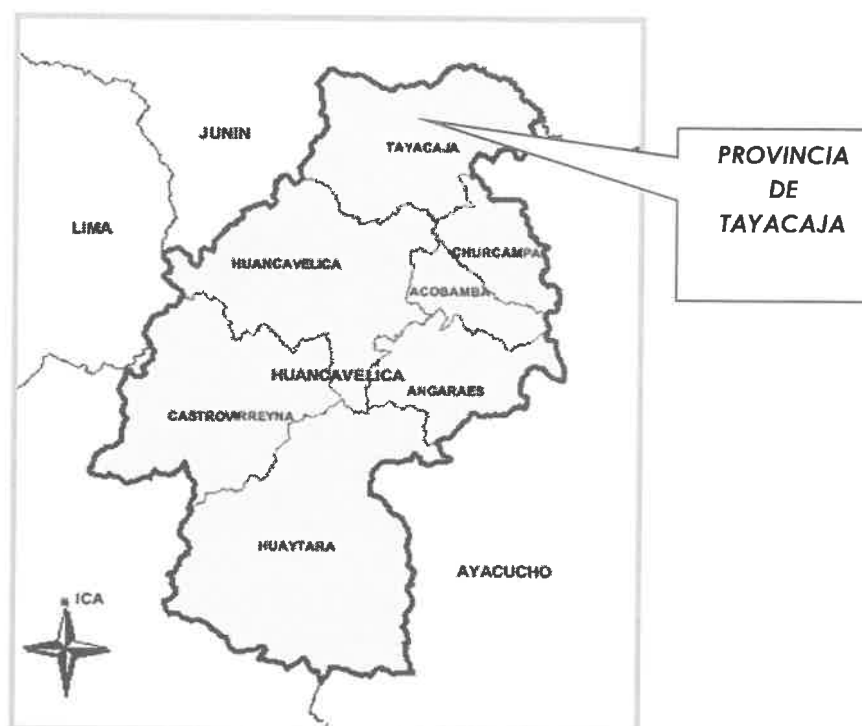 JUNIN
TAYACAJA
PROVINCIA
DE
TAYACAJA
LIMA
HUANCAVELICA
CHURCAMPA
ACOBAMBA
HUANCAVELICA
ANGARAES
CASTROVIRREYNA
HUAYTARA
AYACUCHO
ICA